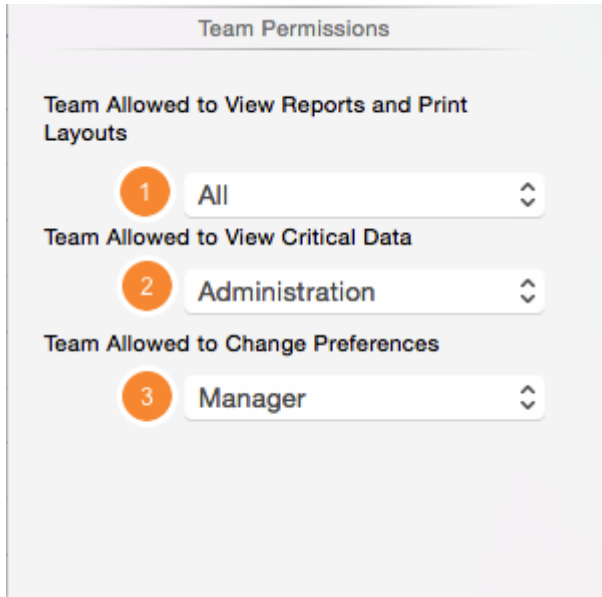 Team Permissions
Team Allowed to View Reports and Print
Layouts
1 All
Team Allowed to View Critical Data
2 Administration
Team Allowed to Change Preferences
3 Manager